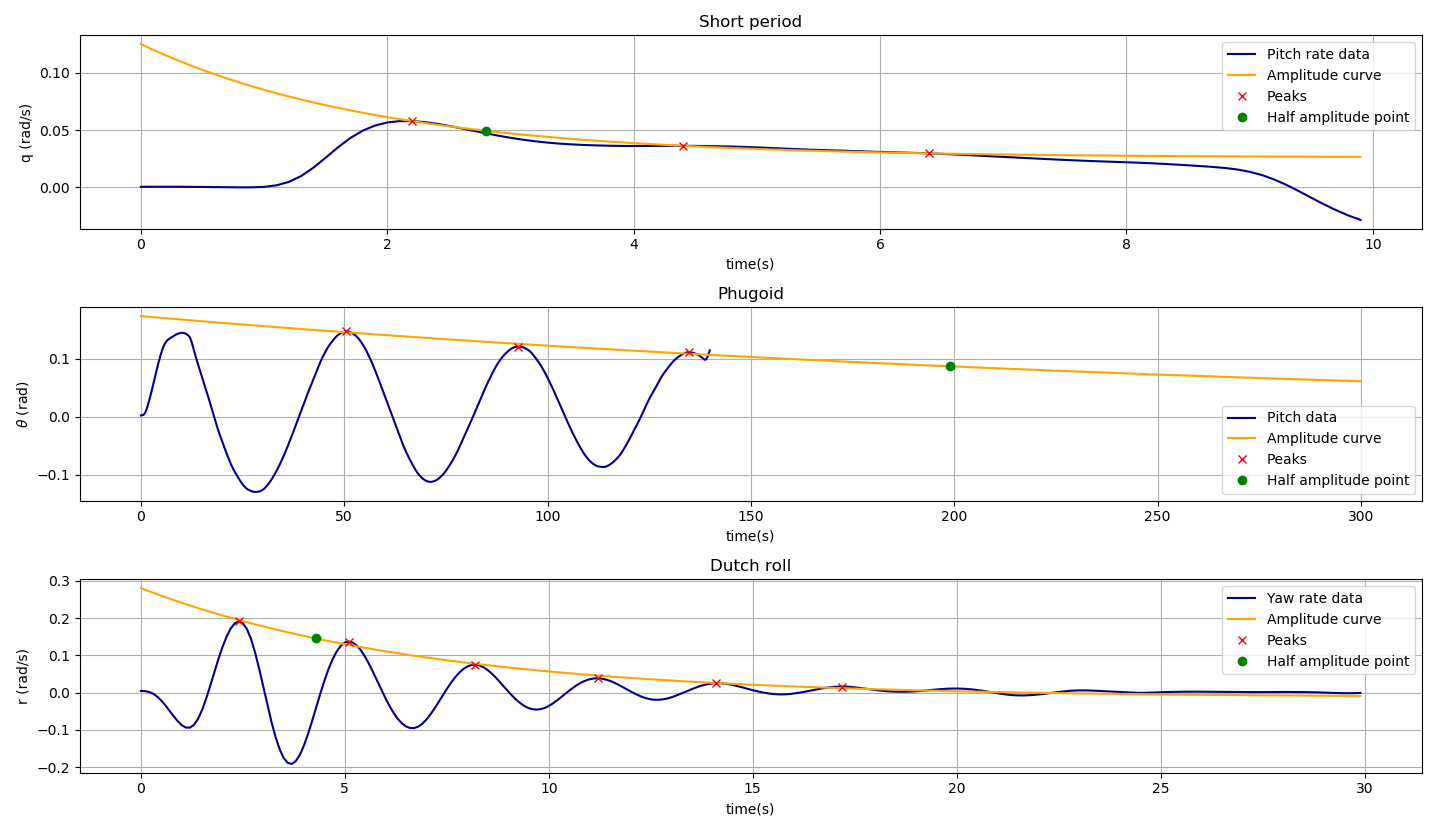 Short period
q (rad/s)
0.10
0.05
0.00
Pitch rate data
Amplitude curve
Peaks
Half amplitude point
0 2 4 6 8 10
time(s)
Phugoid
θ (rad)
0.1
0.0
−0.1
Pitch data
Amplitude curve
Peaks
Half amplitude point
0 50 100 150 200 250 300
time(s)
Dutch roll
r (rad/s)
0.3
0.2
0.1
0.0
−0.1
−0.2
Yaw rate data
Amplitude curve
Peaks
Half amplitude point
0 5 10 15 20 25 30
time(s)